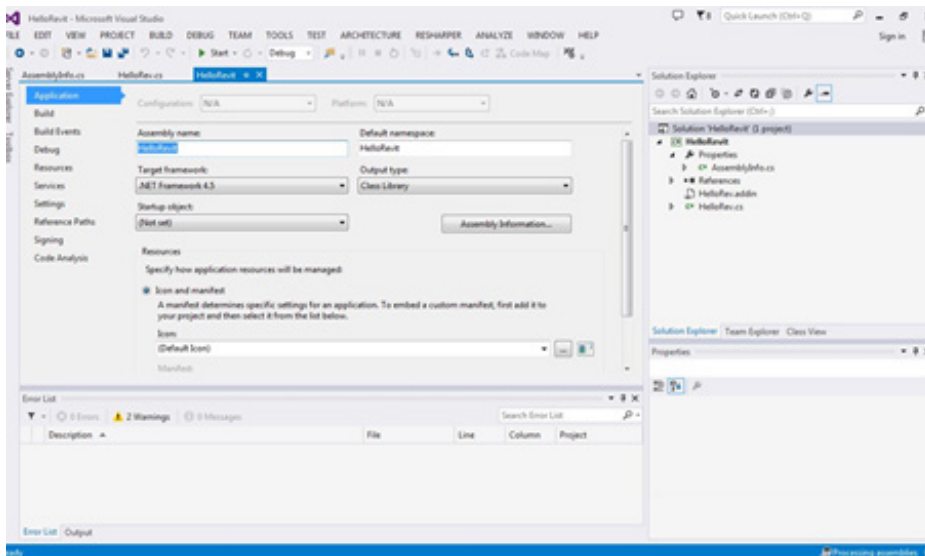 HelloRevit - Microsoft Visual Studio
Quick Launch (Ctrl+Q)
EDIT VIEW PROJECT BUILD DEBUG TEAM TOOLS TEST ARCHITECTURE RESHARPER ANALYZE WINDOW HELP
Sign in
Start Debug Code Map
Server Explorer
Toolbox
AssemblyInfo.cs HelloRev.cs HelloRevit
Application
Build
Build Events
Debug
Resources
Services
Settings
Reference Paths
Signing
Code Analysis
Configuration: N/A Platform: N/A
Assembly name: Default namespace:
HelloRevit HelloRevit
Target framework: Output type:
.NET Framework 4.5 Class Library
Startup object:
(Not set) Assembly Information...
Resources
Specify how application resources will be managed:
Icon and manifest
A manifest determines specific settings for an application. To embed a custom manifest, first add it to
your project and then select it from the list below.
Icon:
(Default Icon) ...
Manifest:
Solution Explorer
Search Solution Explorer (Ctrl+;)
Solution 'HelloRevit' (1 project)
HelloRevit
Properties
AssemblyInfo.cs
References
HelloRev.addin
HelloRev.cs
Solution Explorer Team Explorer Class View
Properties
Error List
0 Errors 2 Warnings 0 Messages Search Error List
Description File Line Column Project
Error List Output
Processing assemblies